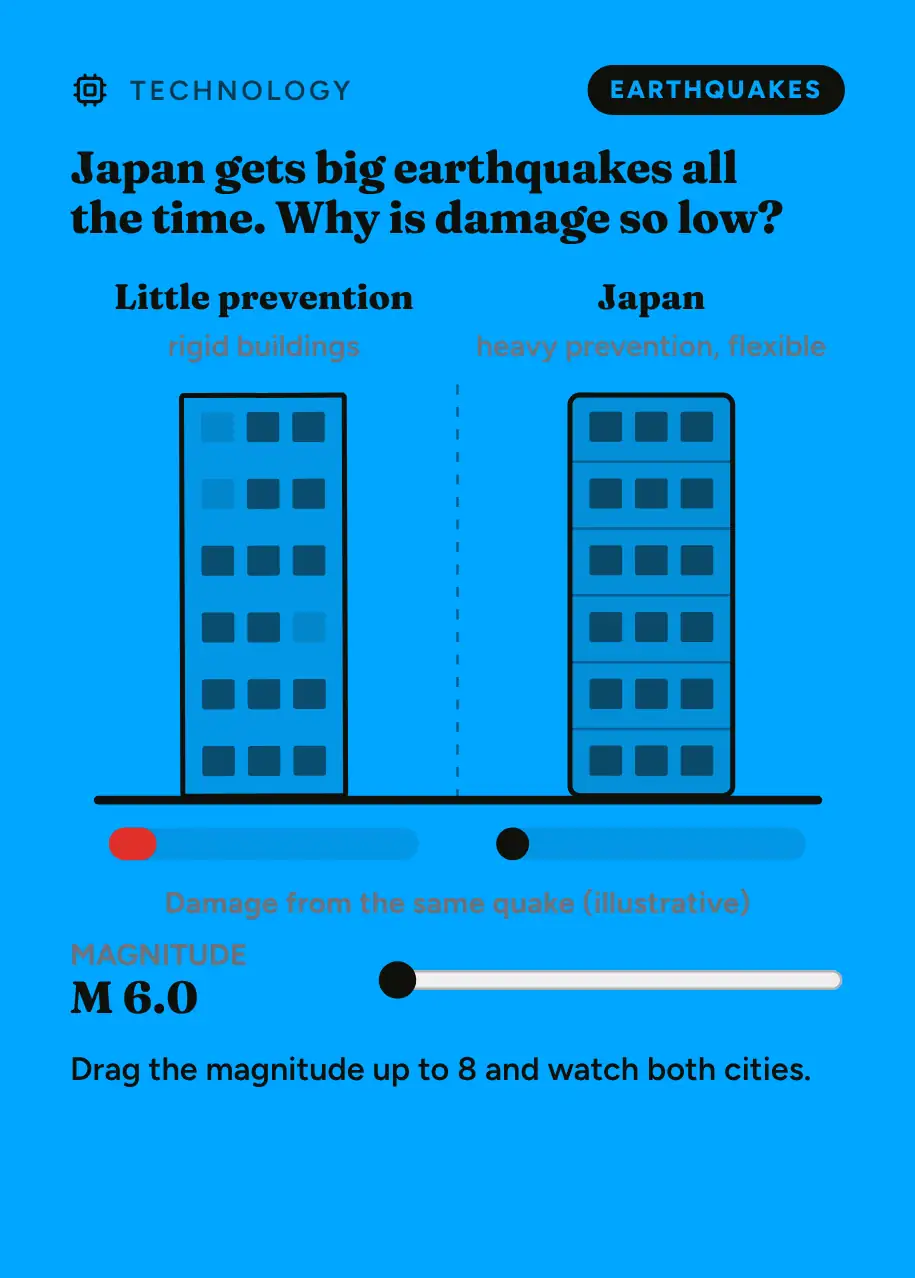 TECHNOLOGY
EARTHQUAKES
Japan gets big earthquakes all
the time. Why is damage so low?
Little prevention
Japan
rigid buildings
heavy prevention, flexible
Damage from the same quake (illustrative)
MAGNITUDE
M 6.0
Drag the magnitude up to 8 and watch both cities.